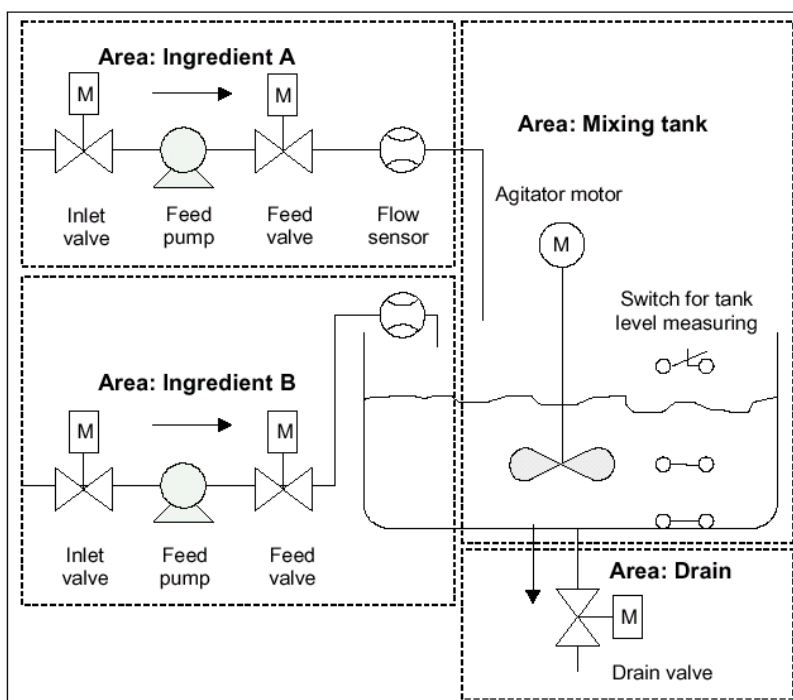 Area: Ingredient A
M
M
Inlet
valve
Feed
pump
Feed
valve
Flow
sensor
Area: Ingredient B
M
M
Inlet
valve
Feed
pump
Feed
valve
Area: Mixing tank
Agitator motor
M
Switch for tank
level measuring
Area: Drain
M
Drain valve